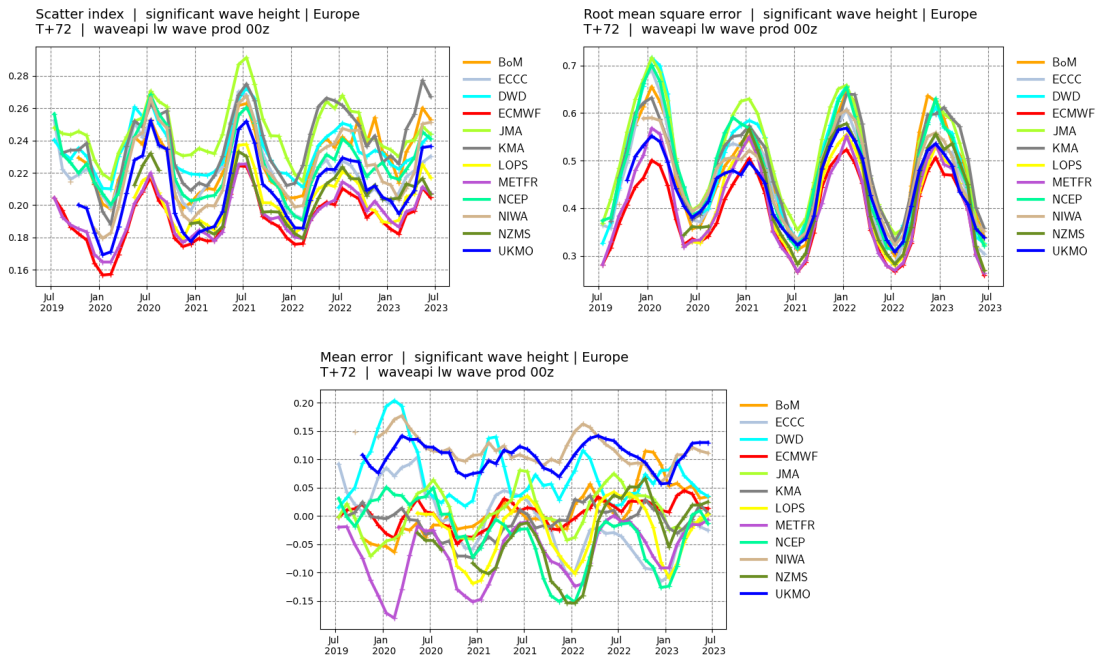 Scatter index | significant wave height | Europe
T+72 | waveapi lw wave prod 00z
0.28
0.26
0.24
0.22
0.20
0.18
0.16
Jul 2019
Jan 2020
Jul 2020
Jan 2021
Jul 2021
Jan 2022
Jul 2022
Jan 2023
Jul 2023
BoM
ECCC
DWD
ECMWF
JMA
KMA
LOPS
METFR
NCEP
NIWA
NZMS
UKMO
Root mean square error | significant wave height | Europe
T+72 | waveapi lw wave prod 00z
0.7
0.6
0.5
0.4
0.3
Jul 2019
Jan 2020
Jul 2020
Jan 2021
Jul 2021
Jan 2022
Jul 2022
Jan 2023
Jul 2023
BoM
ECCC
DWD
ECMWF
JMA
KMA
LOPS
METFR
NCEP
NIWA
NZMS
UKMO
Mean error | significant wave height | Europe
T+72 | waveapi lw wave prod 00z
0.20
0.15
0.10
0.05
0.00
−0.05
−0.10
−0.15
Jul 2019
Jan 2020
Jul 2020
Jan 2021
Jul 2021
Jan 2022
Jul 2022
Jan 2023
Jul 2023
BoM
ECCC
DWD
ECMWF
JMA
KMA
LOPS
METFR
NCEP
NIWA
NZMS
UKMO